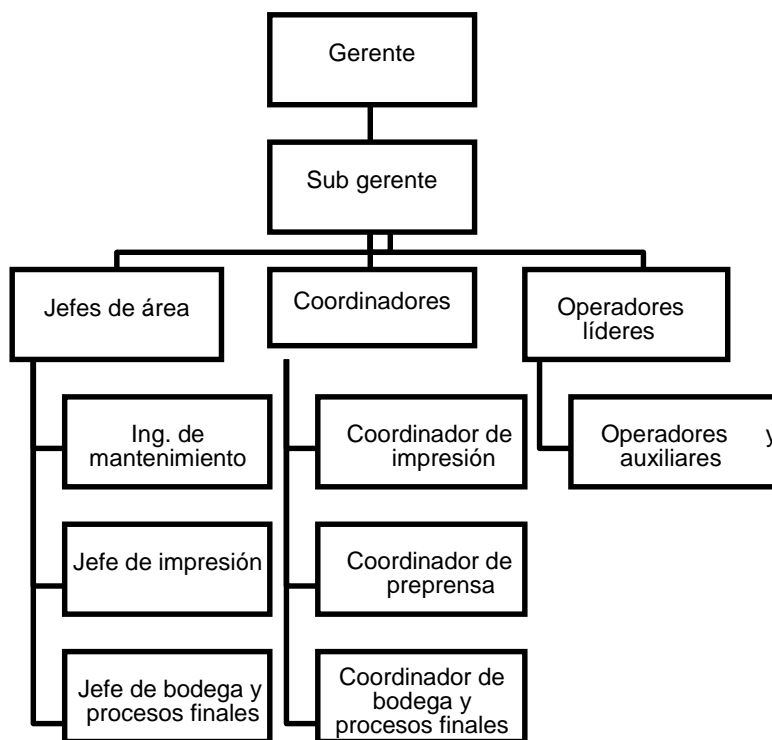 Gerente
Sub gerente
Jefes de área
Coordinadores
Operadores
líderes
Ing. de
mantenimiento
Coordinador de
impresión
Operadores y
auxiliares
Jefe de impresión
Coordinador de
preprensa
Jefe de bodega y
procesos finales
Coordinador de
bodega y
procesos finales